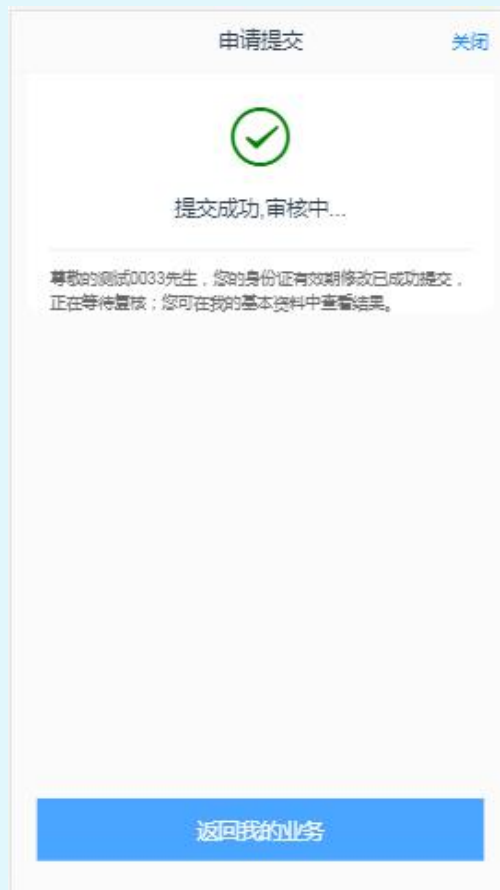 申请提交
关闭
提交成功,审核中...
尊敬的测试0033先生，您的身份证有效期修改已成功提交，
正在等待复核；您可在我的基本资料中查看结果。
返回我的业务